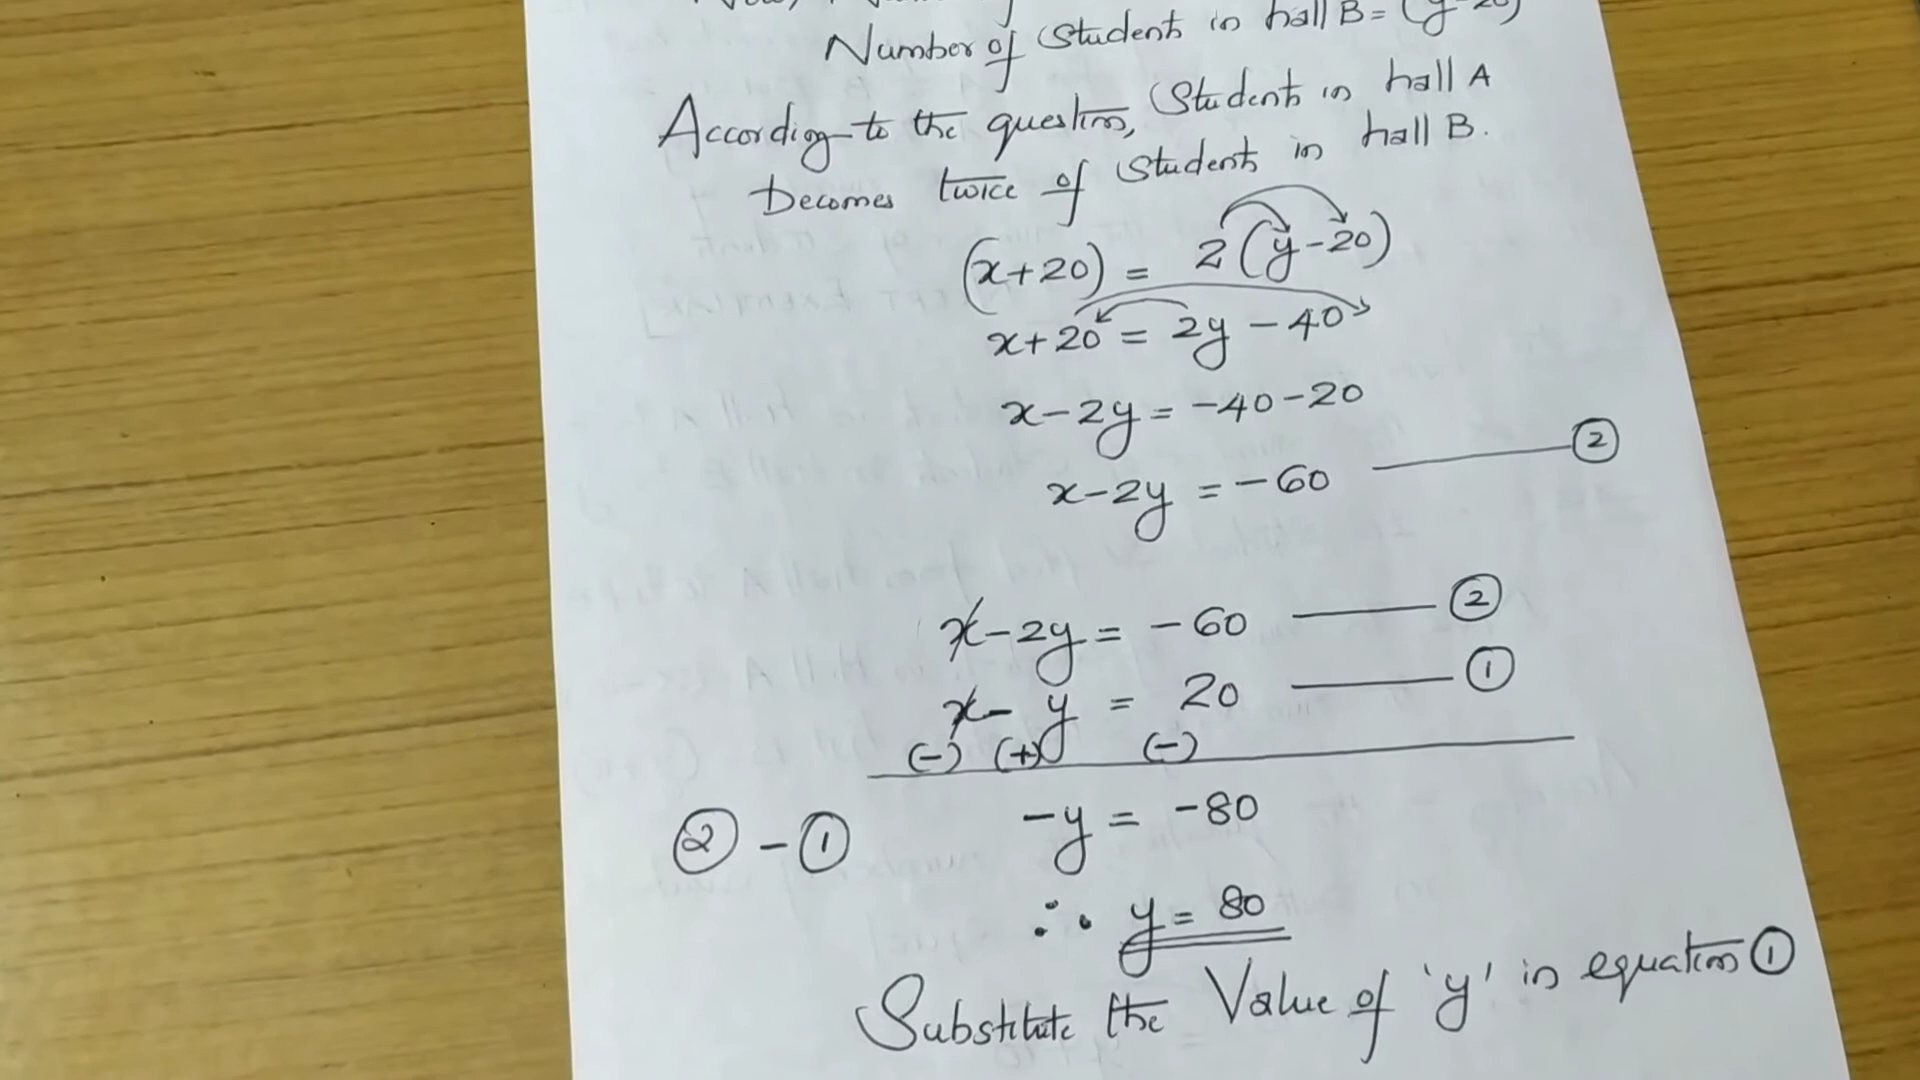 Number of Students in hall B = (y-20)
According to the question, Students in hall A
becomes twice of Students in hall B.
(x+20) = 2(y-20)
x+20 = 2y-40
x-2y = -40-20
x-2y = -60 ②
x-2y = -60 ②
x-y = 20 ①
(-) (+) (-)
② - ① -y = -80
∴ y = 80
Substitute the Value of 'y' in equation ①